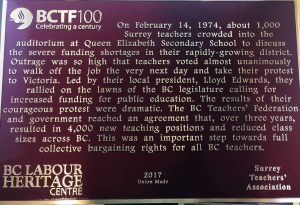 BCTF100
Celebrating a century
On February 14, 1974, about 1,000
Surrey teachers crowded into the
auditorium at Queen Elizabeth Secondary School to discuss
the severe funding shortages in their rapidly-growing district.
Outrage was so high that teachers voted almost unanimously
to walk off the job the very next day and take their protest
to Victoria. Led by their local president, Lloyd Edwards, they
rallied on the lawns of the BC legislature calling for
increased funding for public education. The results of their
courageous protest were dramatic. The BC Teachers' Federation
and government reached an agreement that, over three years,
resulted in 4,000 new teaching positions and reduced class
sizes across BC. This was an important step towards full
collective bargaining rights for all BC teachers.
BC LABOUR
HERITAGE
CENTRE
2017
Union Made
Surrey
Teachers'
Association